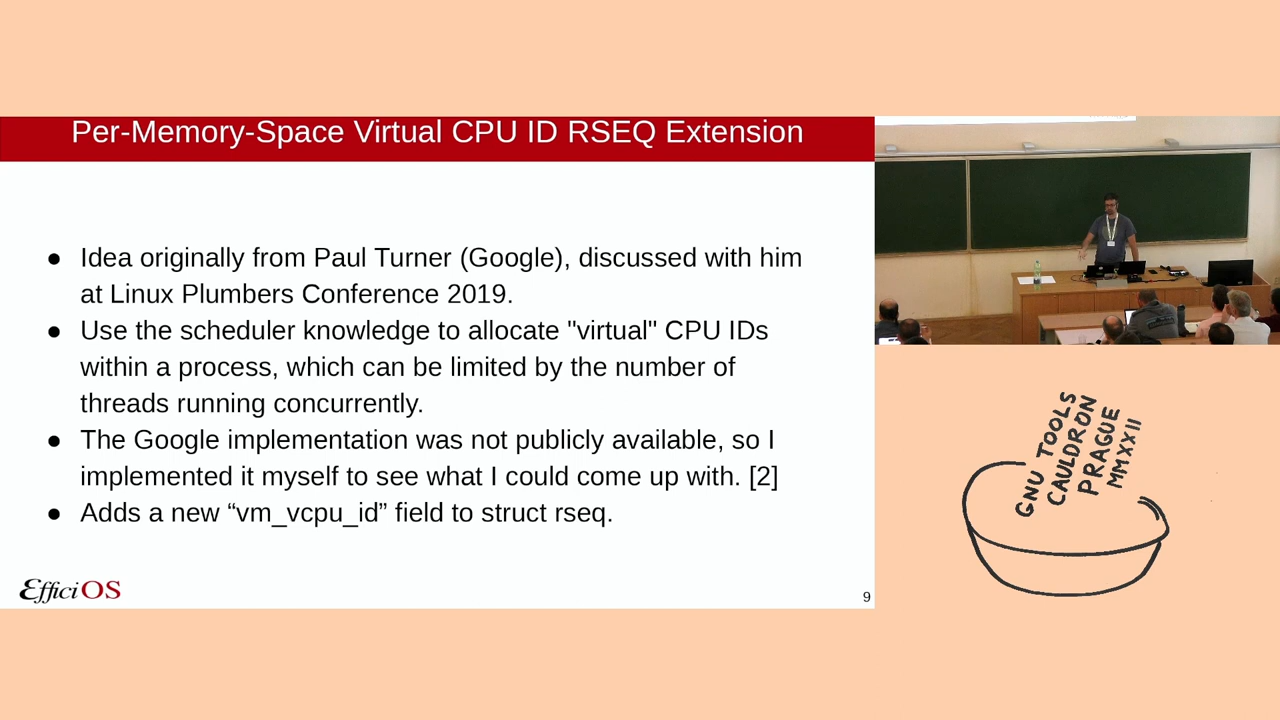 Per-Memory-Space Virtual CPU ID RSEQ Extension
● Idea originally from Paul Turner (Google), discussed with him
at Linux Plumbers Conference 2019.
● Use the scheduler knowledge to allocate "virtual" CPU IDs
within a process, which can be limited by the number of
threads running concurrently.
● The Google implementation was not publicly available, so I
implemented it myself to see what I could come up with. [2]
● Adds a new “vm_vcpu_id” field to struct rseq.
EfficiOS
9
GNU TOOLS
CAULDRON
PRAGUE
MMXXII